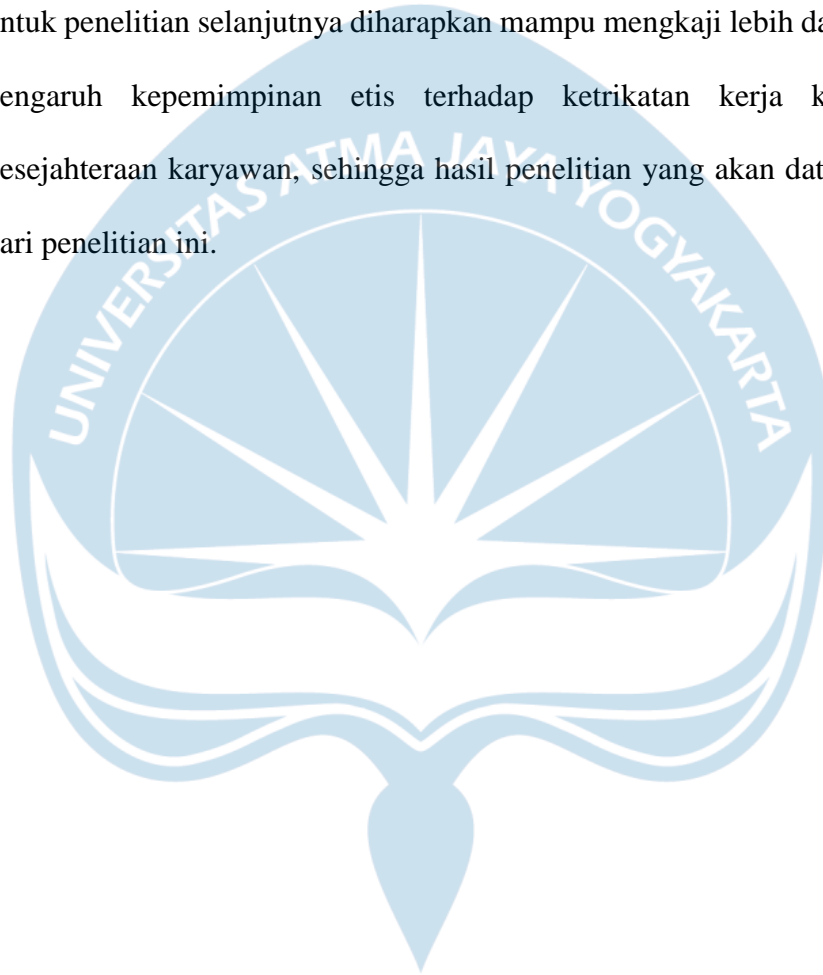 ntuk penelitian selanjutnya diharapkan mampu mengkaji lebih da
engaruh kepemimpinan etis terhadap ketrikatan kerja k
esejahteraan karyawan, sehingga hasil penelitian yang akan dat
ari penelitian ini.
UNIVERSITAS ATMA JAYA YOGYAKARTA